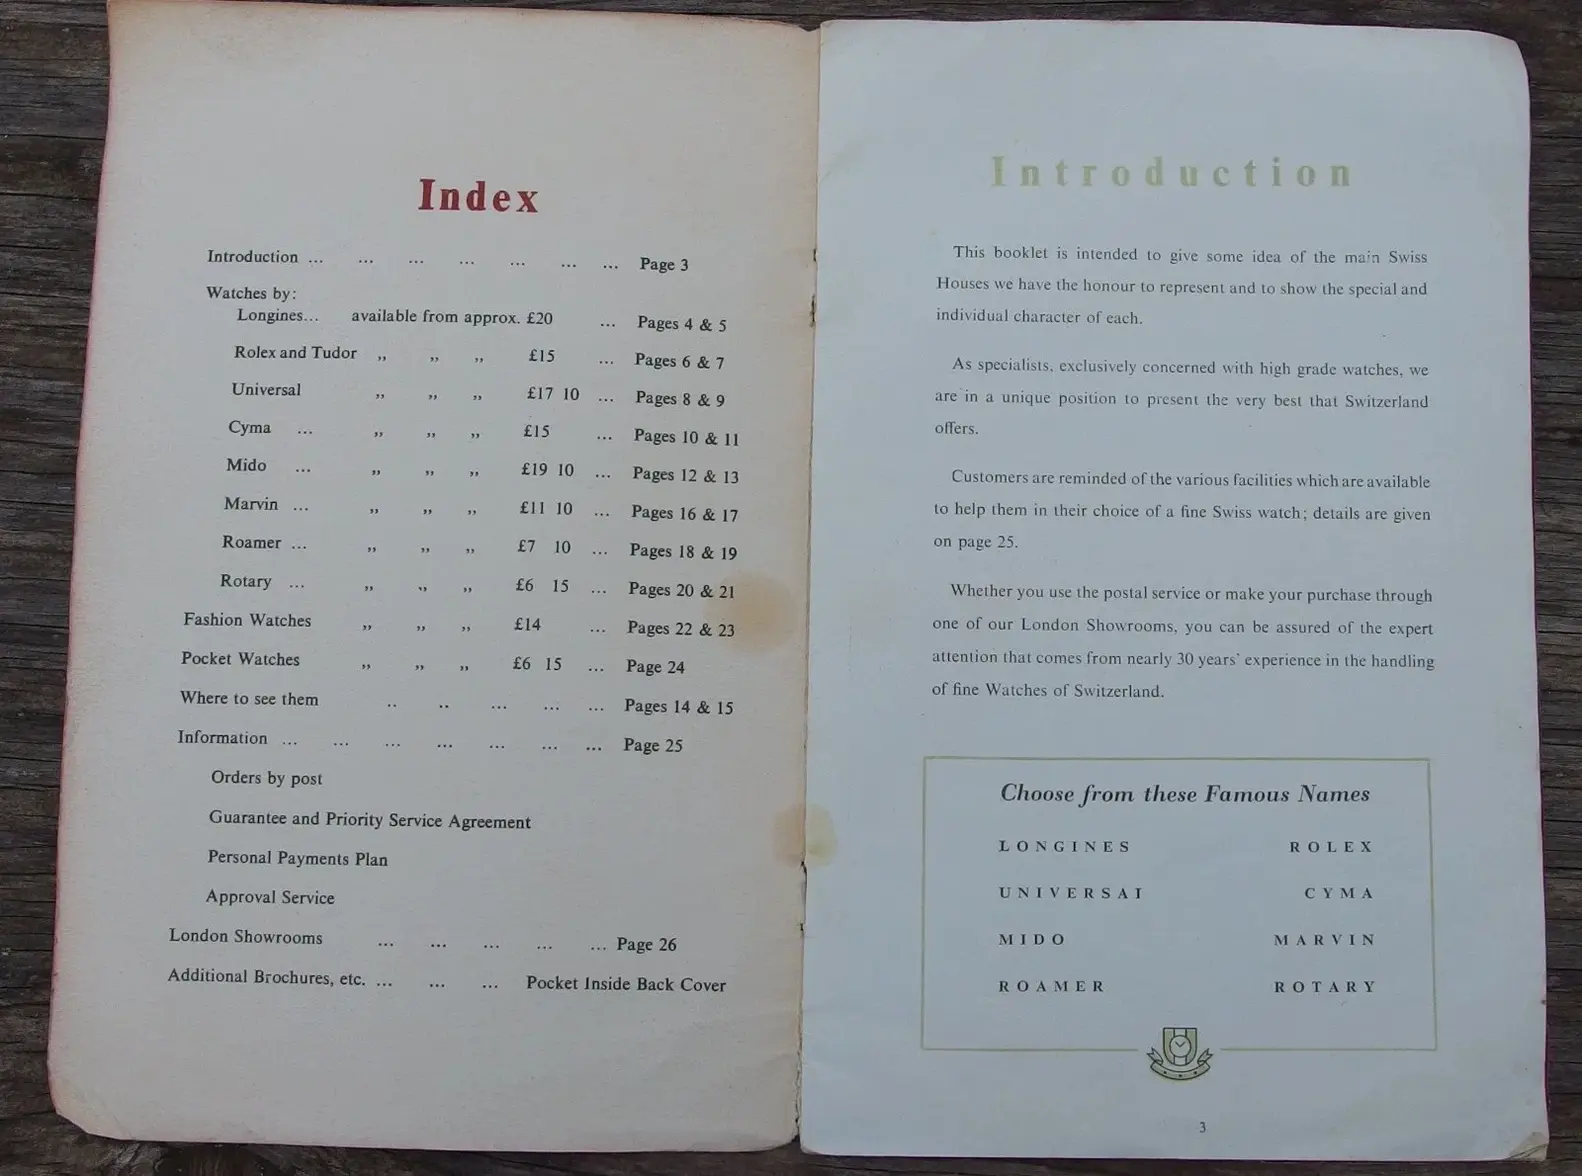 Index
Introduction ... ... ... ... ... ... ... Page 3
Watches by:
Longines... available from approx. £20 ... Pages 4 & 5
Rolex and Tudor ,, ,, ,, £15 ... Pages 6 & 7
Universal ,, ,, ,, £17 10 ... Pages 8 & 9
Cyma ... ,, ,, ,, £15 ... Pages 10 & 11
Mido ... ,, ,, ,, £19 10 ... Pages 12 & 13
Marvin ... ,, ,, ,, £11 10 ... Pages 16 & 17
Roamer ... ,, ,, ,, £7 10 ... Pages 18 & 19
Rotary ... ,, ,, ,, £6 15 ... Pages 20 & 21
Fashion Watches ,, ,, ,, £14 ... Pages 22 & 23
Pocket Watches ,, ,, ,, £6 15 ... Page 24
Where to see them .. .. ... ... ... Pages 14 & 15
Information ... ... ... ... ... ... ... Page 25
Orders by post
Guarantee and Priority Service Agreement
Personal Payments Plan
Approval Service
London Showrooms ... ... ... ... ... Page 26
Additional Brochures, etc. ... ... ... Pocket Inside Back Cover
Introduction
This booklet is intended to give some idea of the main Swiss
Houses we have the honour to represent and to show the special and
individual character of each.
As specialists, exclusively concerned with high grade watches, we
are in a unique position to present the very best that Switzerland
offers.
Customers are reminded of the various facilities which are available
to help them in their choice of a fine Swiss watch; details are given
on page 25.
Whether you use the postal service or make your purchase through
one of our London Showrooms, you can be assured of the expert
attention that comes from nearly 30 years' experience in the handling
of fine Watches of Switzerland.
Choose from these Famous Names
LONGINES ROLEX
UNIVERSAL CYMA
MIDO MARVIN
ROAMER ROTARY
3